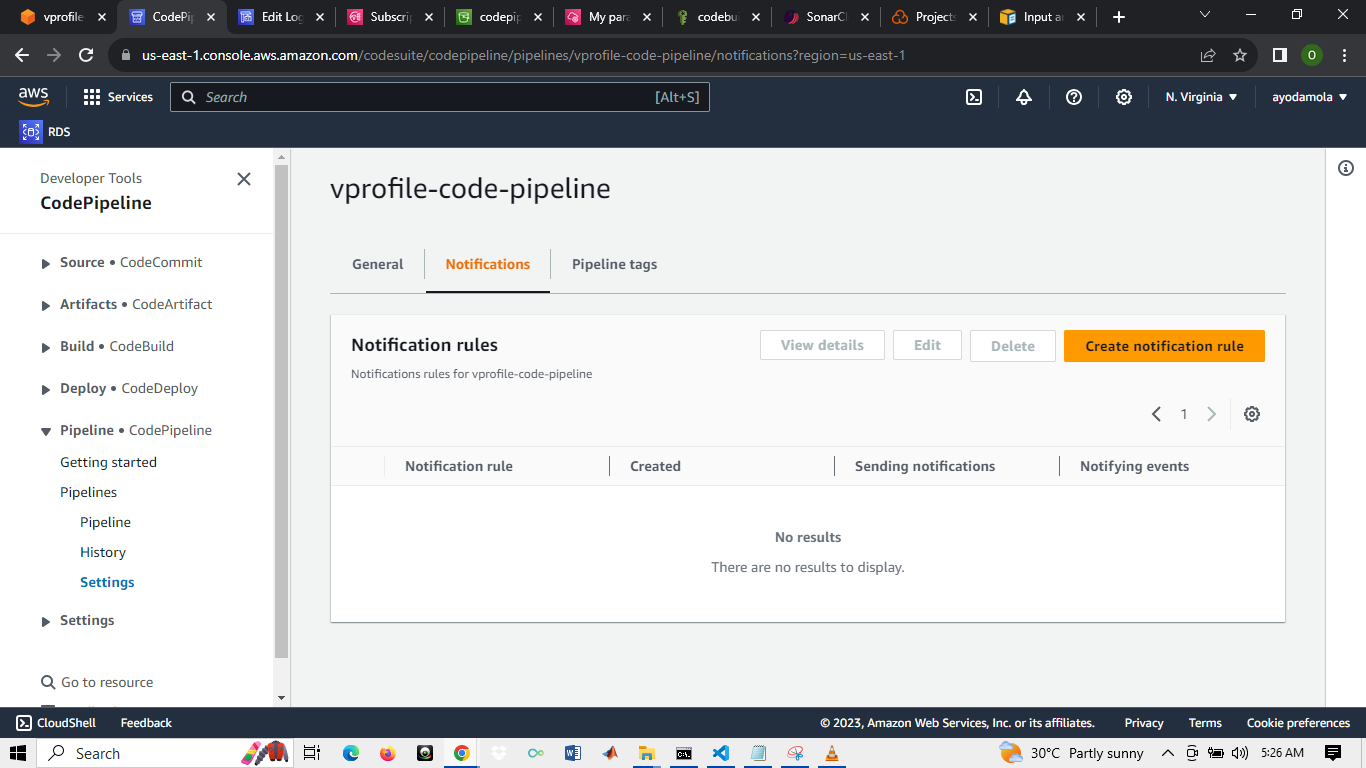 vprofile
CodePi
Edit Log
Subscrip
codepip
My para
codebu
SonarCl
Projects
Input a
us-east-1.console.aws.amazon.com/codesuite/codepipeline/pipelines/vprofile-code-pipeline/notifications?region=us-east-1
O
aws
Services
Search
[Alt+S]
N. Virginia
ayodamola
RDS
Developer Tools
CodePipeline
Source • CodeCommit
Artifacts • CodeArtifact
Build • CodeBuild
Deploy • CodeDeploy
Pipeline • CodePipeline
Getting started
Pipelines
Pipeline
History
Settings
Settings
Go to resource
vprofile-code-pipeline
General
Notifications
Pipeline tags
Notification rules
View details
Edit
Delete
Create notification rule
Notifications rules for vprofile-code-pipeline
1
Notification rule
Created
Sending notifications
Notifying events
No results
There are no results to display.
CloudShell
Feedback
© 2023, Amazon Web Services, Inc. or its affiliates.
Privacy
Terms
Cookie preferences
Search
30°C Partly sunny
5:26 AM